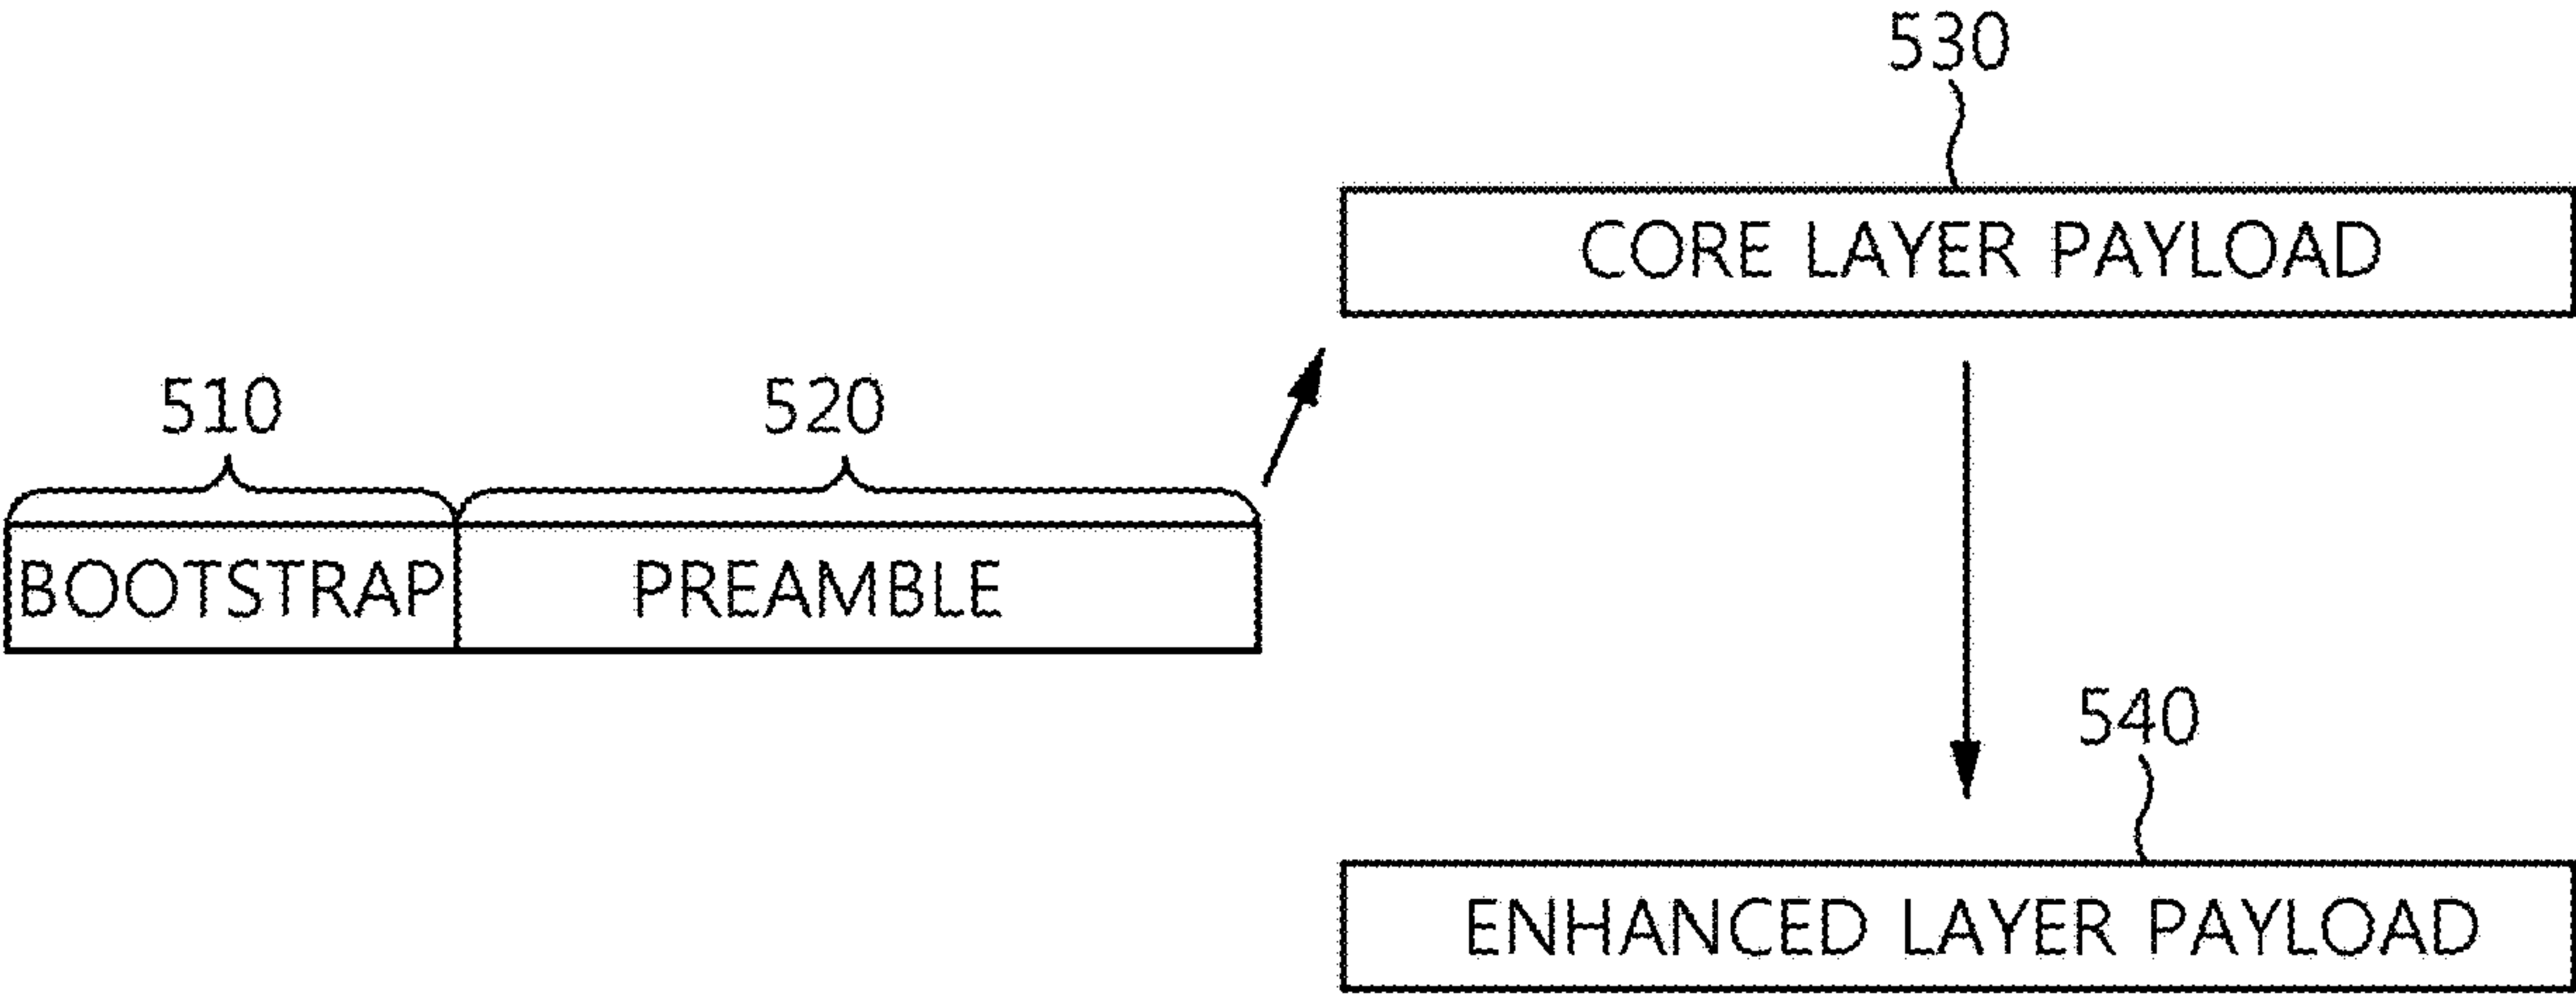 530
CORE LAYER PAYLOAD
510
520
BOOTSTRAP
PREAMBLE
540
ENHANCED LAYER PAYLOAD